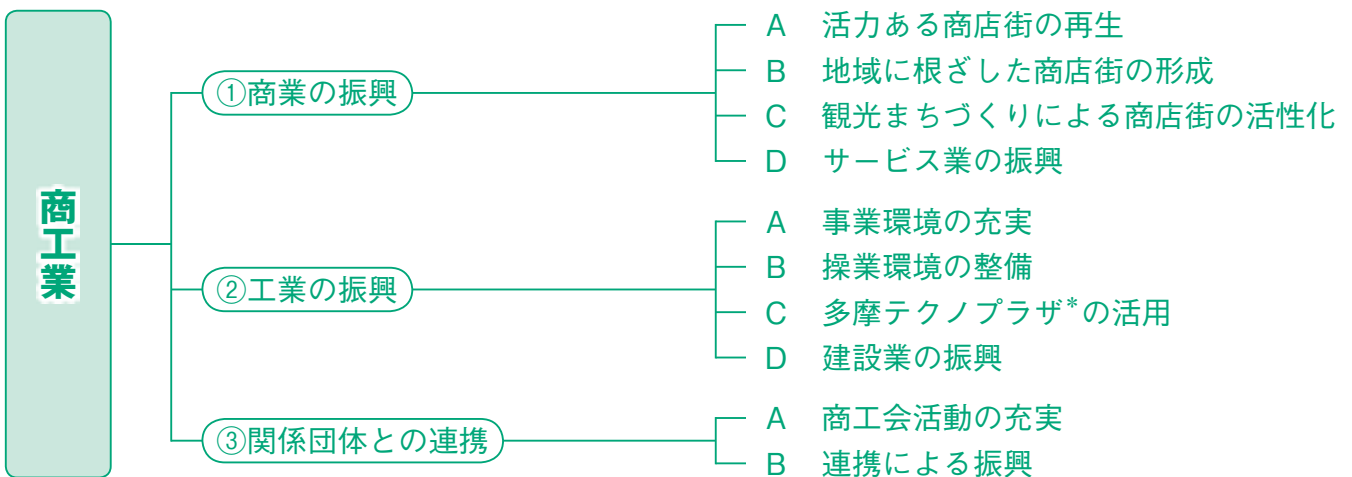 商工業
①商業の振興
A 活力ある商店街の再生
B 地域に根ざした商店街の形成
C 観光まちづくりによる商店街の活性化
D サービス業の振興
②工業の振興
A 事業環境の充実
B 操業環境の整備
C 多摩テクノプラザ*の活用
D 建設業の振興
③関係団体との連携
A 商工会活動の充実
B 連携による振興